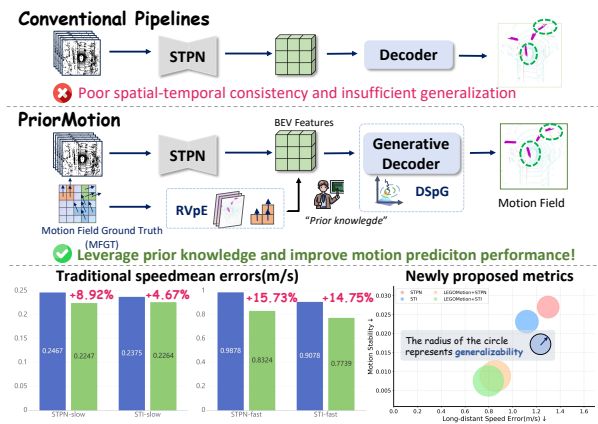 Conventional Pipelines
STPN
Decoder
Poor spatial-temporal consistency and insufficient generalization
PriorMotion
BEV Features
STPN
Generative
Decoder
DSpG
RVpE
Motion Field Ground Truth
(MFGT)
"Prior knowlegde"
Motion Field
Leverage prior knowledge and improve motion prediciton performance!
Traditional speedmean errors(m/s)
+8.92%
+4.67%
0.25
0.2
0.15
0.1
0.05
0
0.2467
0.2247
0.2375
0.2264
STPN-slow
STI-slow
+15.73%
+14.75%
1
0.8
0.6
0.4
0.2
0
0.9878
0.8324
0.9078
0.7739
STPN-fast
STI-fast
Newly proposed metrics
STPN
STI
LEGOMotion+STPN
LEGOMotion+STI
Motion Stability ↓
0.030
0.025
0.020
0.015
0.010
0.005
The radius of the circle
represents generalizability
0.0
0.2
0.4
0.6
0.8
1.0
1.2
1.4
1.6
Long-distant Speed Error(m/s) ↓